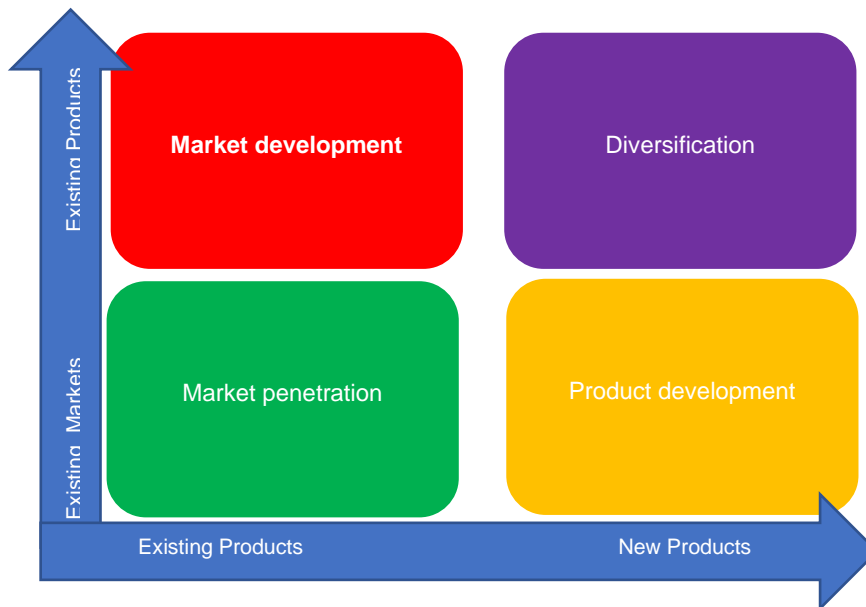 Existing Products
Market development
Diversification
Existing Markets
Market penetration
Product development
Existing Products
New Products